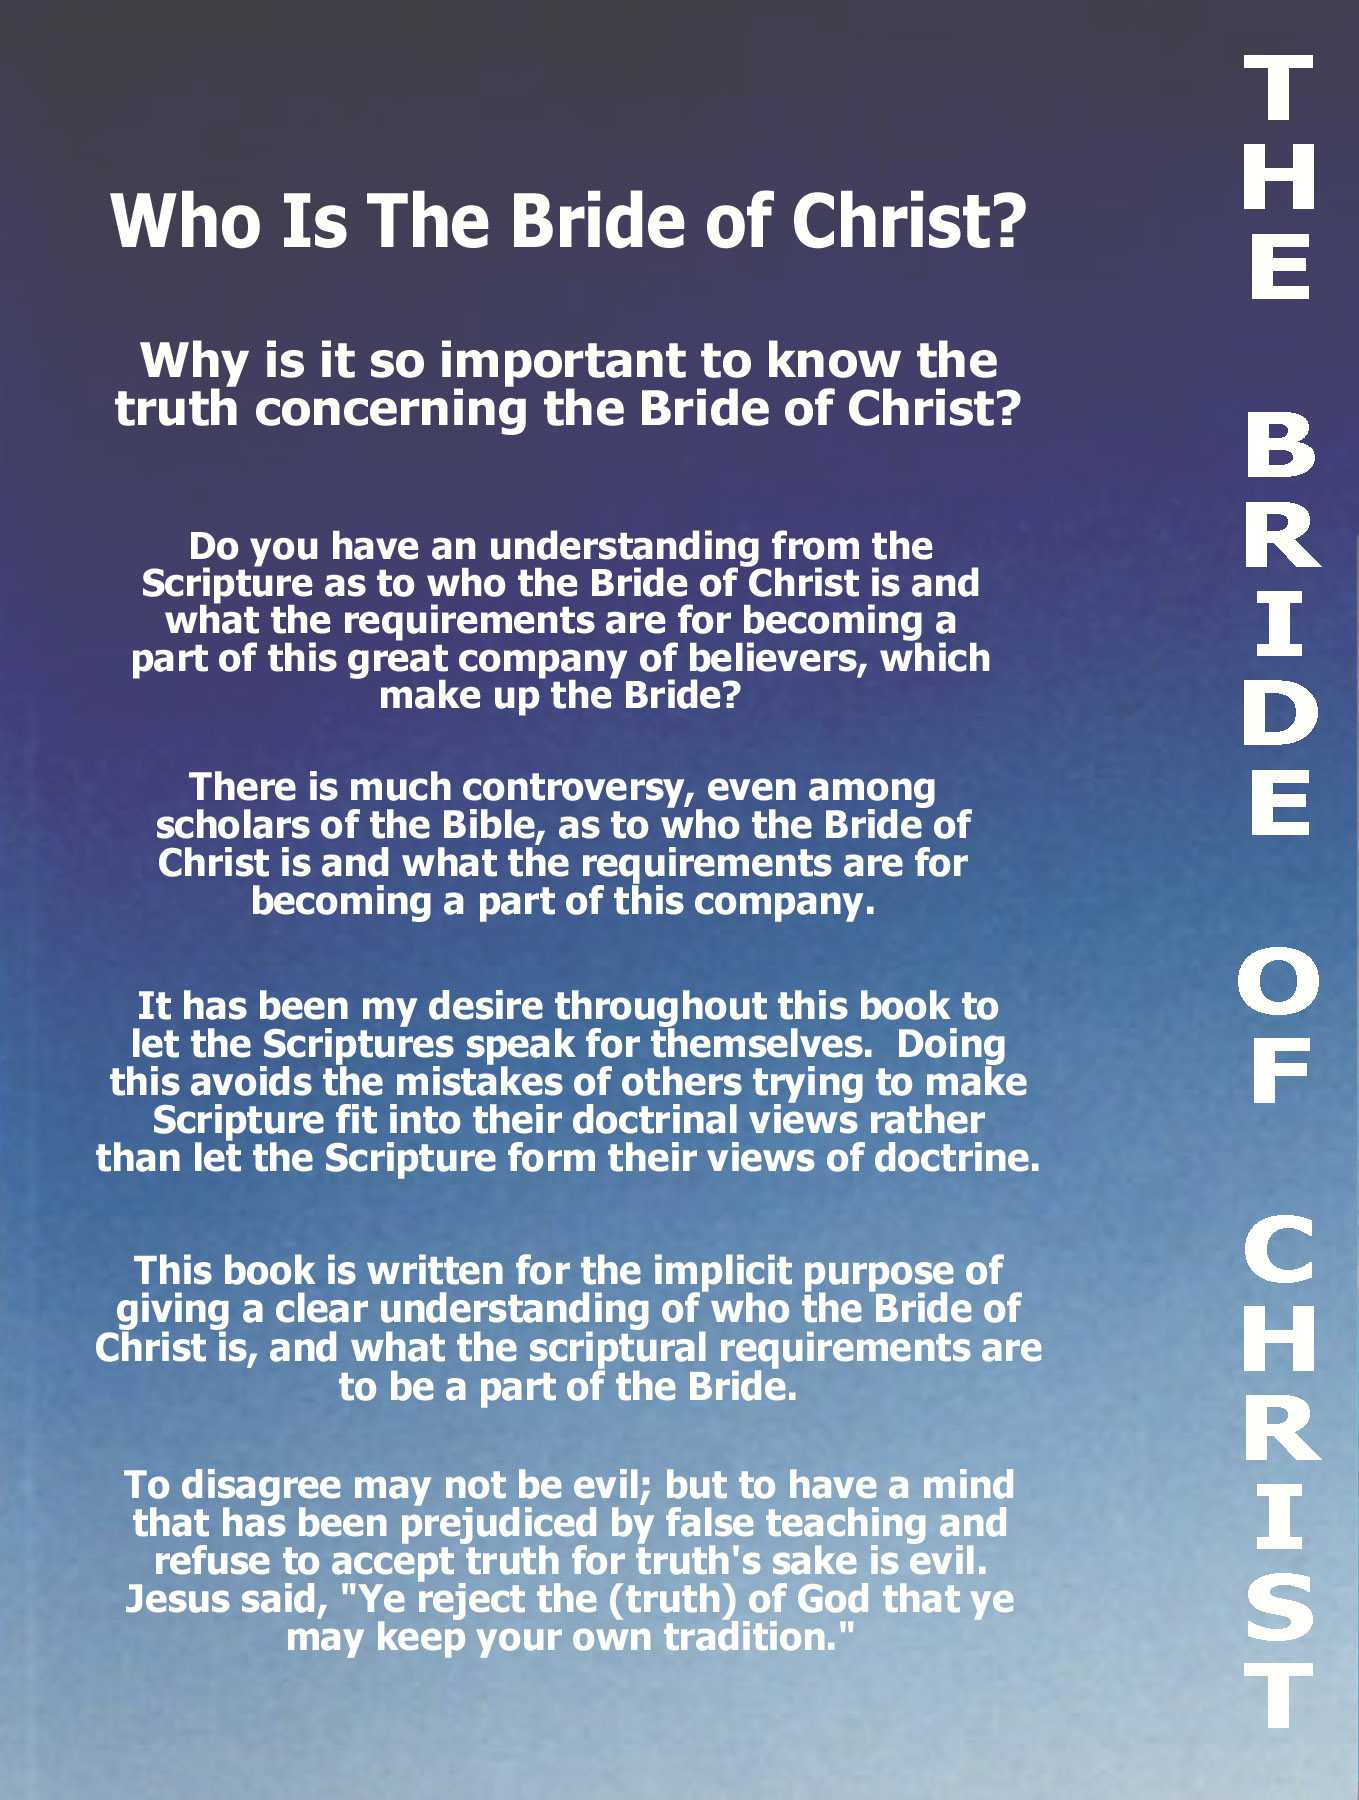 Who Is The Bride of Christ?
Why is it so important to know the
truth concerning the Bride of Christ?
Do you have an understanding from the
Scripture as to who the Bride of Christ is and
what the requirements are for becoming a
part of this great company of believers, which
make up the Bride?
There is much controversy, even among
scholars of the Bible, as to who the Bride of
Christ is and what the requirements are for
becoming a part of this company.
It has been my desire throughout this book to
let the Scriptures speak for themselves.  Doing
this avoids the mistakes of others trying to make
Scripture fit into their doctrinal views rather
than let the Scripture form their views of doctrine.
This book is written for the implicit purpose of
giving a clear understanding of who the Bride of
Christ is, and what the scriptural requirements are
to be a part of the Bride.
To disagree may not be evil; but to have a mind
that has been prejudiced by false teaching and
refuse to accept truth for truth's sake is evil.
Jesus said, "Ye reject the (truth) of God that ye
may keep your own tradition."
THE BRIDE OF CHRIST